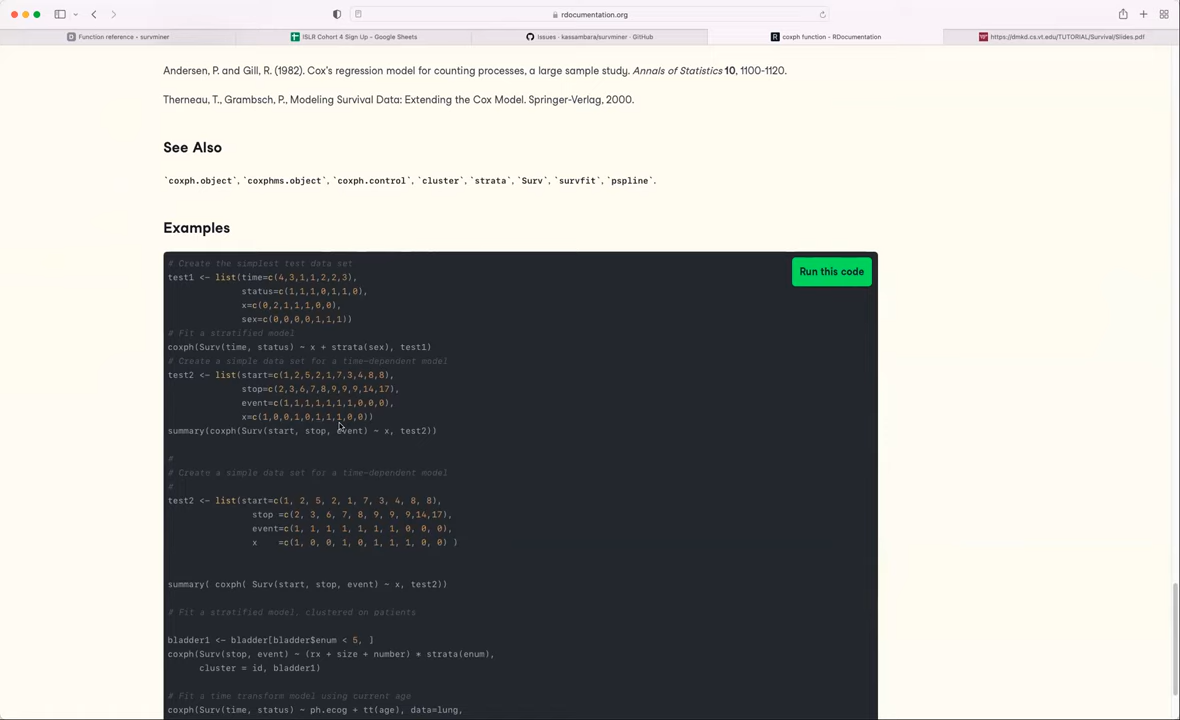 rdocumentation.org
Function reference • survminer
ISLR Cohort 4 Sign Up - Google Sheets
Issues · kassambara/survminer · GitHub
coxph function - RDocumentation
https://dmkd.cs.vt.edu/TUTORIAL/Survival/Slides.pdf
Andersen, P. and Gill, R. (1982). Cox's regression model for counting processes, a large sample study. Annals of Statistics 10, 1100-1120.
Therneau, T., Grambsch, P., Modeling Survival Data: Extending the Cox Model. Springer-Verlag, 2000.
See Also
`coxph.object`, `coxphms.object`, `coxph.control`, `cluster`, `strata`, `Surv`, `survfit`, `pspline`.
Examples
Run this code
# Create the simplest test data set
test1 <- list(time=c(4,3,1,1,2,2,3),
status=c(1,1,1,0,1,1,0),
x=c(0,2,1,1,1,0,0),
sex=c(0,0,0,0,1,1,1))
# Fit a stratified model
coxph(Surv(time, status) ~ x + strata(sex), test1)
# Create a simple data set for a time-dependent model
test2 <- list(start=c(1,2,5,2,1,7,3,4,8,8),
stop=c(2,3,6,7,8,9,9,9,14,17),
event=c(1,1,1,1,1,1,1,0,0,0),
x=c(1,0,0,1,0,1,1,1,0,0))
summary(coxph(Surv(start, stop, event) ~ x, test2))
#
# Create a simple data set for a time-dependent model
#
test2 <- list(start=c(1, 2, 5, 2, 1, 7, 3, 4, 8, 8),
stop =c(2, 3, 6, 7, 8, 9, 9, 9,14,17),
event=c(1, 1, 1, 1, 1, 1, 1, 0, 0, 0),
x =c(1, 0, 0, 1, 0, 1, 1, 1, 0, 0) )
summary( coxph( Surv(start, stop, event) ~ x, test2))
# Fit a stratified model, clustered on patients
bladder1 <- bladder[bladder$enum < 5, ]
coxph(Surv(stop, event) ~ (rx + size + number) * strata(enum),
cluster = id, bladder1)
# Fit a time transform model using current age
coxph(Surv(time, status) ~ ph.ecog + tt(age), data=lung,